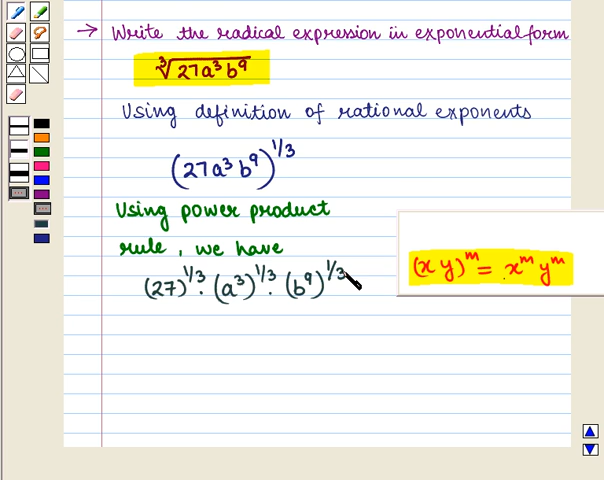 → Write the radical expression in exponential form
∛27a³b⁹
Using definition of rational exponents
(27a³b⁹)^1/3
Using power product
rule, we have
(27)^1/3 . (a³)^1/3 . (b⁹)^1/3
(x y)^m = x^m y^m